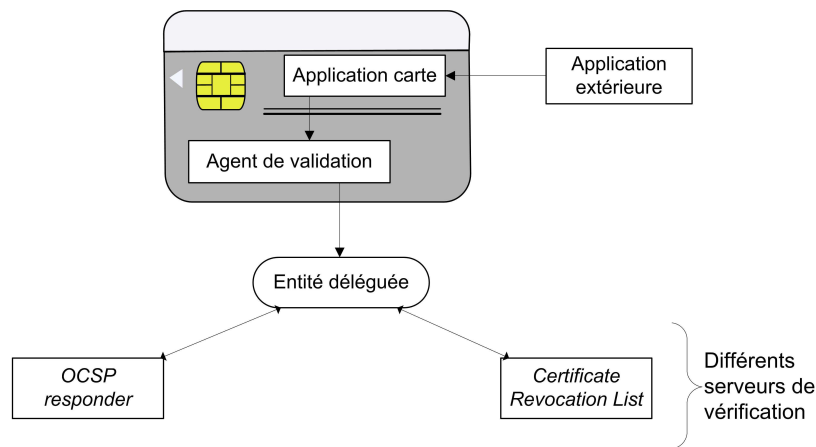 Application carte
Application
extérieure
Agent de validation
Entité déléguée
OCSP
responder
Certificate
Revocation List
Différents
serveurs de
vérification